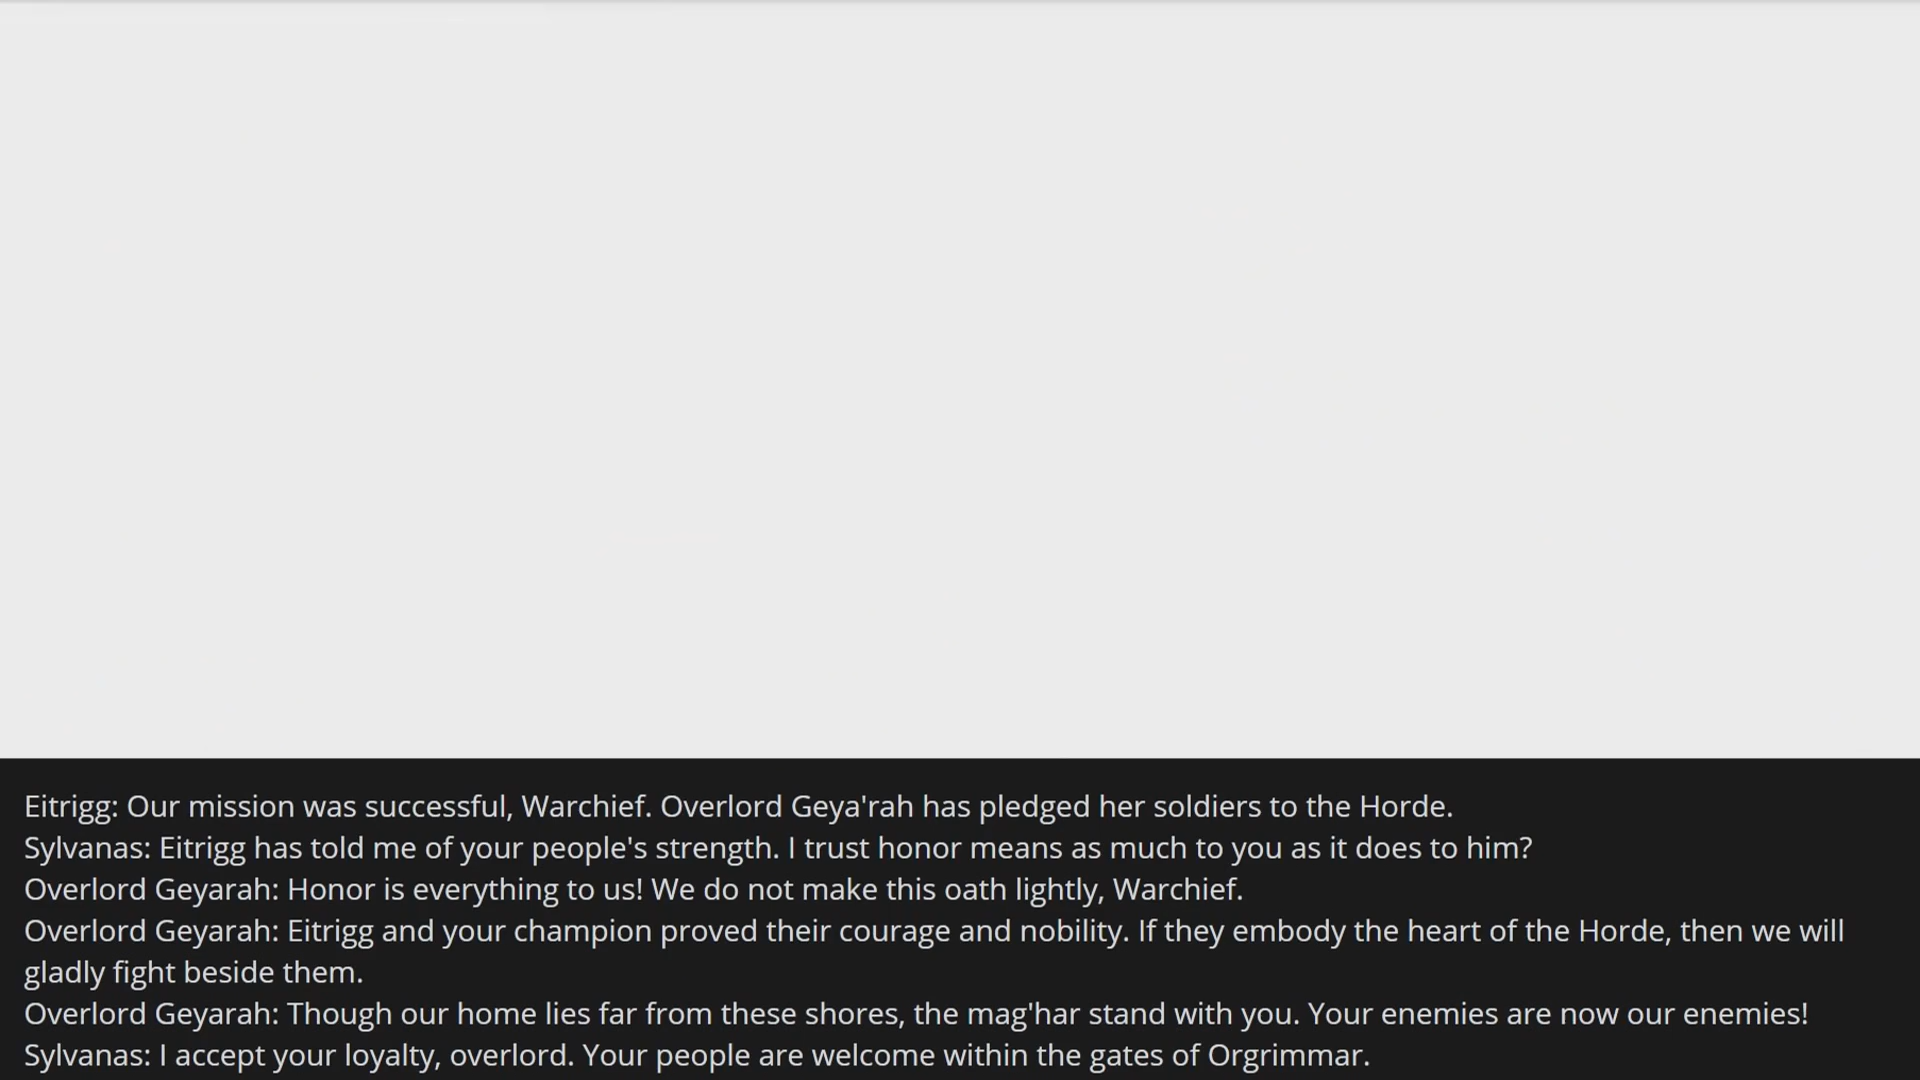 Eitrigg: Our mission was successful, Warchief. Overlord Geya'rah has pledged her soldiers to the Horde.
Sylvanas: Eitrigg has told me of your people's strength. I trust honor means as much to you as it does to him?
Overlord Geyarah: Honor is everything to us! We do not make this oath lightly, Warchief.
Overlord Geyarah: Eitrigg and your champion proved their courage and nobility. If they embody the heart of the Horde, then we will
gladly fight beside them.
Overlord Geyarah: Though our home lies far from these shores, the mag'har stand with you. Your enemies are now our enemies!
Sylvanas: I accept your loyalty, overlord. Your people are welcome within the gates of Orgrimmar.